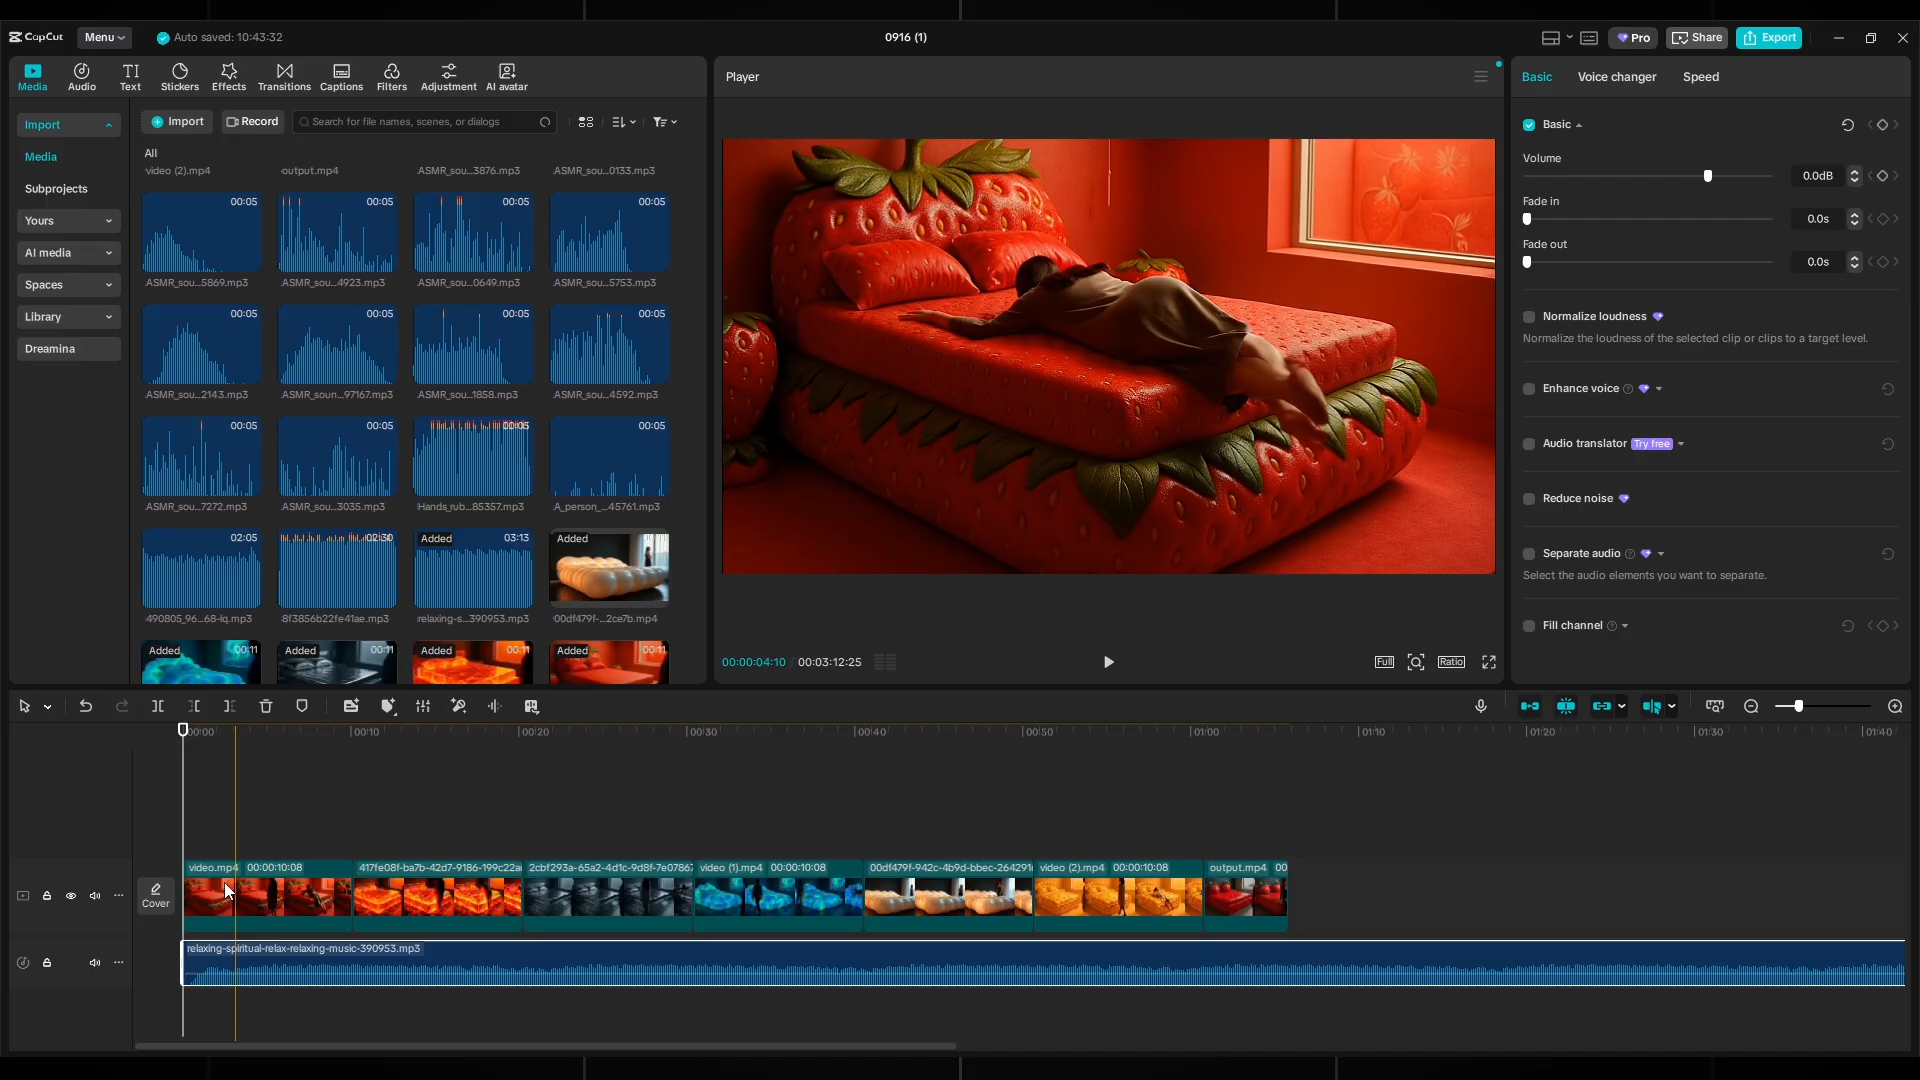 CapCut
Menu
Auto saved: 10:43:32
0916 (1)
Pro
Share
Export
Media
Audio
Text
Stickers
Effects
Transitions
Captions
Filters
Adjustment
AI avatar
Player
Basic
Voice changer
Speed
Import
Media
Subprojects
Yours
AI media
Spaces
Library
Dreamina
Import
Record
Search for file names, scenes, or dialogs
All
video (2).mp4
output.mp4
ASMR_sou...3876.mp3
ASMR_sou...0133.mp3
00:05
00:05
00:05
00:05
ASMR_sou...5869.mp3
ASMR_sou...4923.mp3
ASMR_sou...0649.mp3
ASMR_sou...5753.mp3
00:05
00:05
00:05
00:05
ASMR_sou...2143.mp3
ASMR_soun...97167.mp3
ASMR_sou...1858.mp3
ASMR_sou...4592.mp3
00:05
00:05
00:05
00:05
ASMR_sou...7272.mp3
ASMR_sou...3035.mp3
Hands_rub...85357.mp3
A_person_...45761.mp3
02:05
02:30
Added 03:13
Added
490805_96...68-lq.mp3
8f3856b22fe41ae.mp3
relaxing-s...390953.mp3
00df479f-...2ce7b.mp4
Added 00:11
Added 00:11
Added 00:11
Added 00:11
00:00:04:10 / 00:03:12:25
Full
Ratio
Basic
Volume
0.0dB
Fade in
0.0s
Fade out
0.0s
Normalize loudness
Normalize the loudness of the selected clip or clips to a target level.
Enhance voice
Audio translator Try free
Reduce noise
Separate audio
Select the audio elements you want to separate.
Fill channel
00:00
00:10
00:20
00:30
00:40
00:50
01:00
01:10
01:20
01:30
01:40
Cover
video.mp4 00:00:10:08
417fe08f-ba7b-42d7-9186-199c22a
2cbf293a-65a2-4d1c-9d8f-7e07867
video (1).mp4 00:00:10:08
00df479f-942c-4b9d-bbec-264291
video (2).mp4 00:00:10:08
output.mp4 00
relaxing-spiritual-relax-relaxing-music-390953.mp3